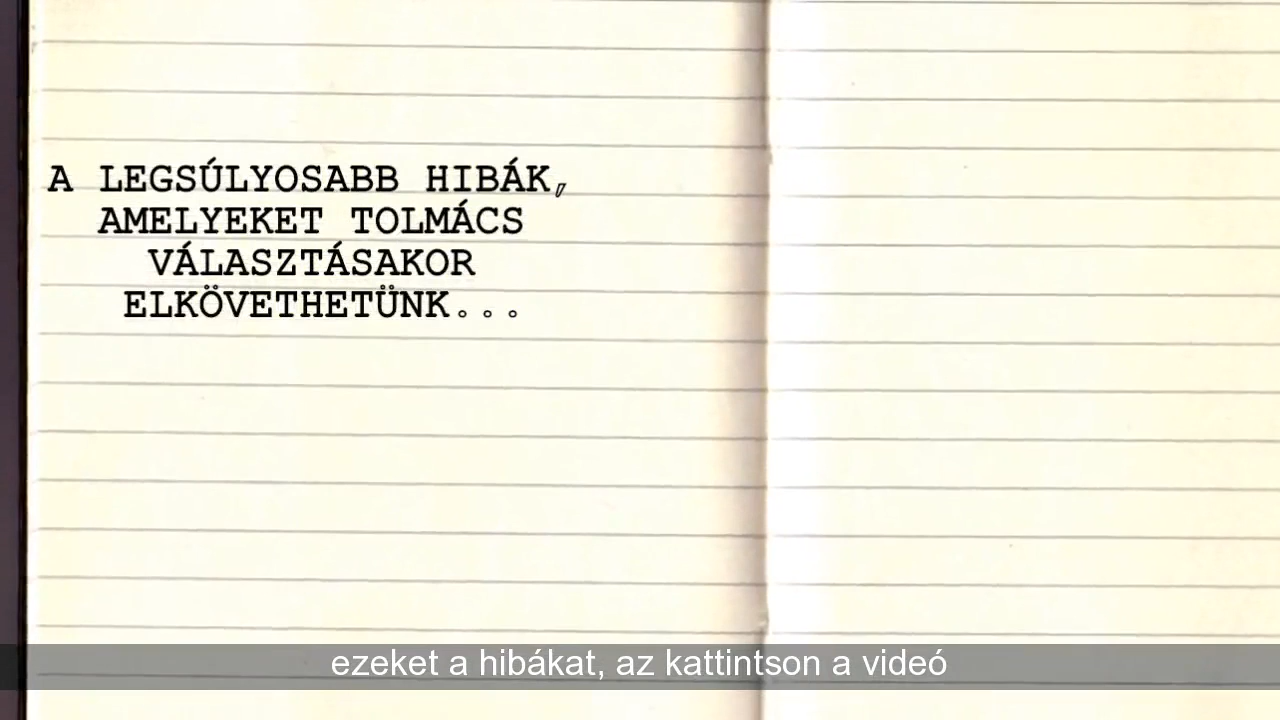 A LEGSÚLYOSABB HIBÁK,
AMELYEKET TOLMÁCS
VÁLASZTÁSAKOR
ELKÖVETHETÜNK...
ezeket a hibákat, az kattintson a videó